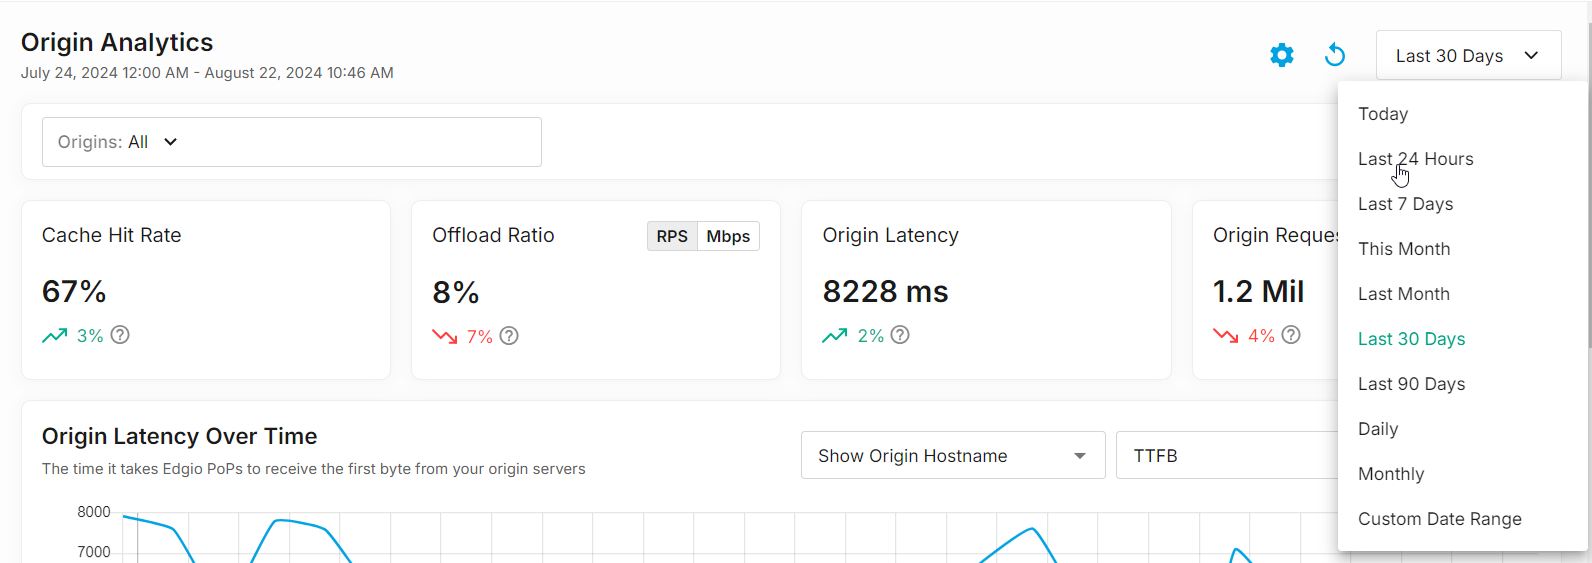 Origin Analytics
July 24, 2024 12:00 AM - August 22, 2024 10:46 AM
Last 30 Days
Today
Last 24 Hours
Last 7 Days
This Month
Last Month
Last 30 Days
Last 90 Days
Daily
Monthly
Custom Date Range
Origins: All
Cache Hit Rate
67%
3% ?
Offload Ratio
RPS Mbps
8%
7% ?
Origin Latency
8228 ms
2% ?
Origin
1.2 Mil
4% ?
Origin Latency Over Time
The time it takes Edgio PoPs to receive the first byte from your origin servers
Show Origin Hostname
TTFB
8000
7000